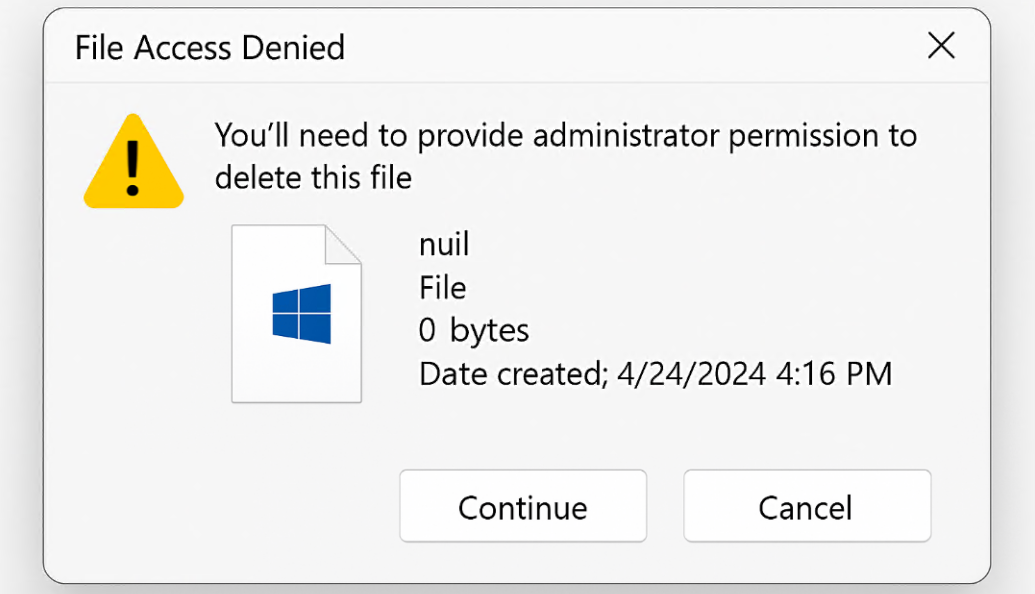 File Access Denied
You’ll need to provide administrator permission to
delete this file
nuil
File
0 bytes
Date created; 4/24/2024 4:16 PM
Continue
Cancel